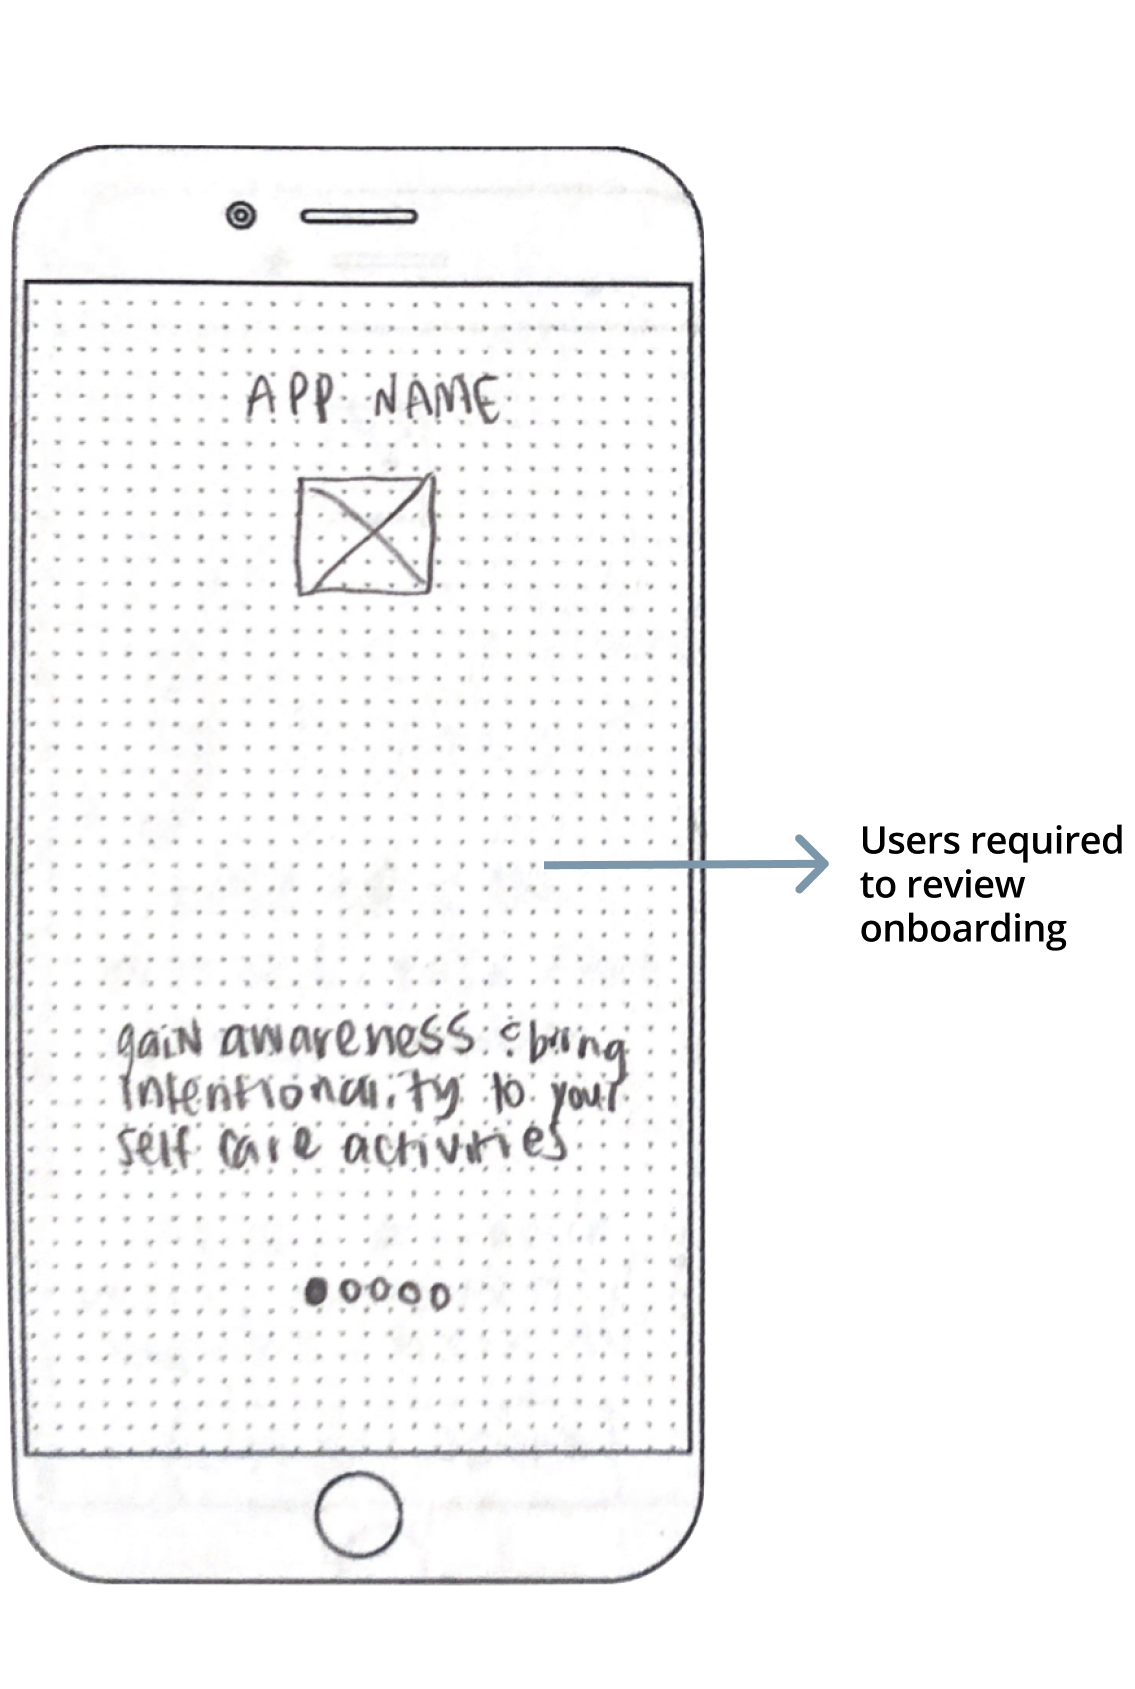 APP NAME
gain awareness & bring
intentionality to your
self care activities
Users required
to review
onboarding